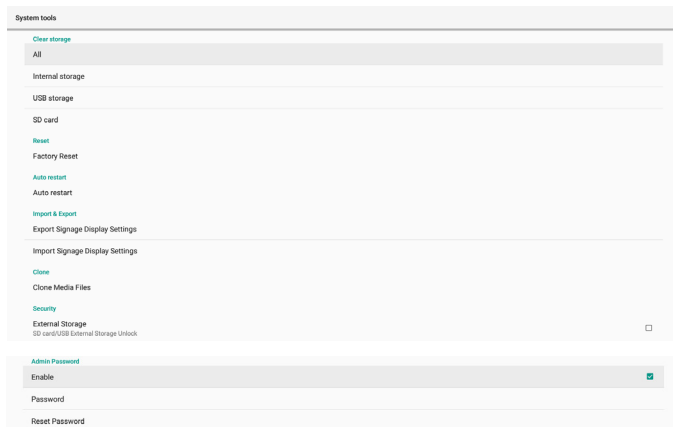 System tools
Clear storage
All
Internal storage
USB storage
SD card
Reset
Factory Reset
Auto restart
Auto restart
Import & Export
Export Signage Display Settings
Import Signage Display Settings
Clone
Clone Media Files
Security
External Storage
SD card/USB External Storage Unlock
Admin Password
Enable
Password
Reset Password